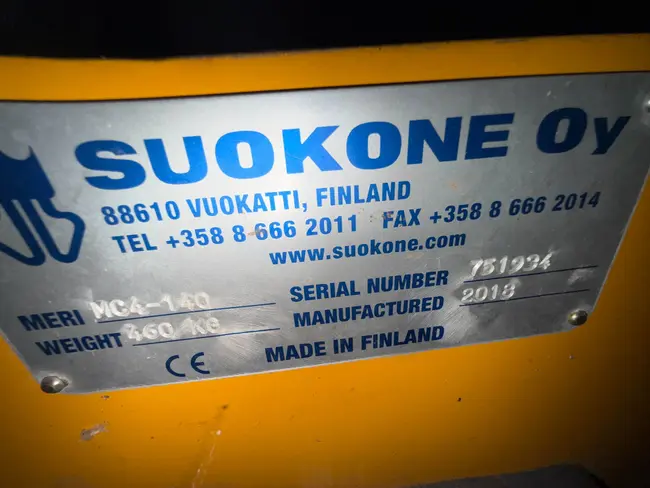 SUOKONE Oy
88610 VUOKATTI, FINLAND
TEL +358 8 666 2011 FAX +358 8 666 2014
www.suokone.com
MERI MC4-140 SERIAL NUMBER 751934
WEIGHT 460 KG MANUFACTURED 2018
CE MADE IN FINLAND